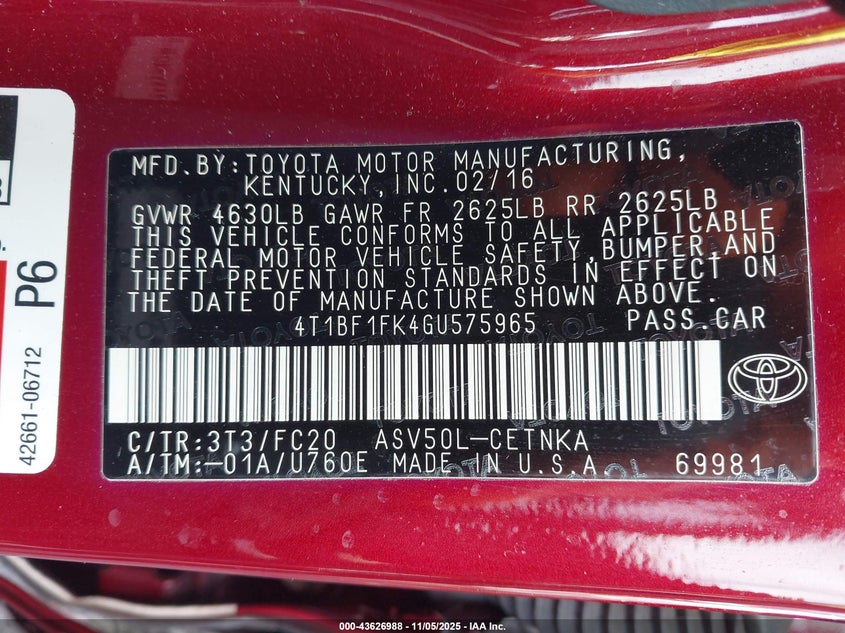 MFD.BY:TOYOTA MOTOR MANUFACTURING,
KENTUCKY,INC.02/16
GVWR 4630LB GAWR FR 2625LB RR 2625LB
THIS VEHICLE CONFORMS TO ALL APPLICABLE
FEDERAL MOTOR VEHICLE SAFETY,BUMPER,AND
THEFT PREVENTION STANDARDS IN EFFECT ON
THE DATE OF MANUFACTURE SHOWN ABOVE.
4T1BF1FK4GU575965 PASS CAR
C/TR:3T3/FC20 ASV50L-CETNKA
A/TM:-01A/U760E MADE IN U.S.A 69981
P6
42661-06712
000-43626988 - 11/05/2025 - IAA Inc.